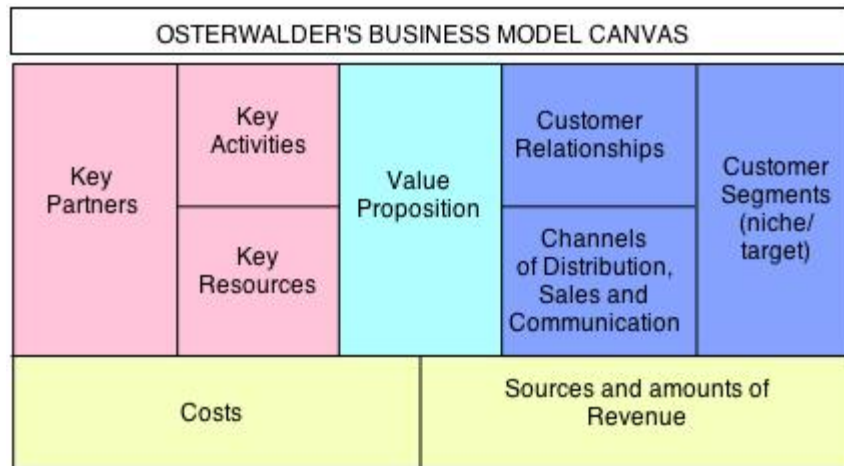 OSTERWALDER'S BUSINESS MODEL CANVAS
Key
Partners
Key
Activities
Key
Resources
Value
Proposition
Customer
Relationships
Channels
of Distribution,
Sales and
Communication
Customer
Segments
(niche/
target)
Costs
Sources and amounts of
Revenue